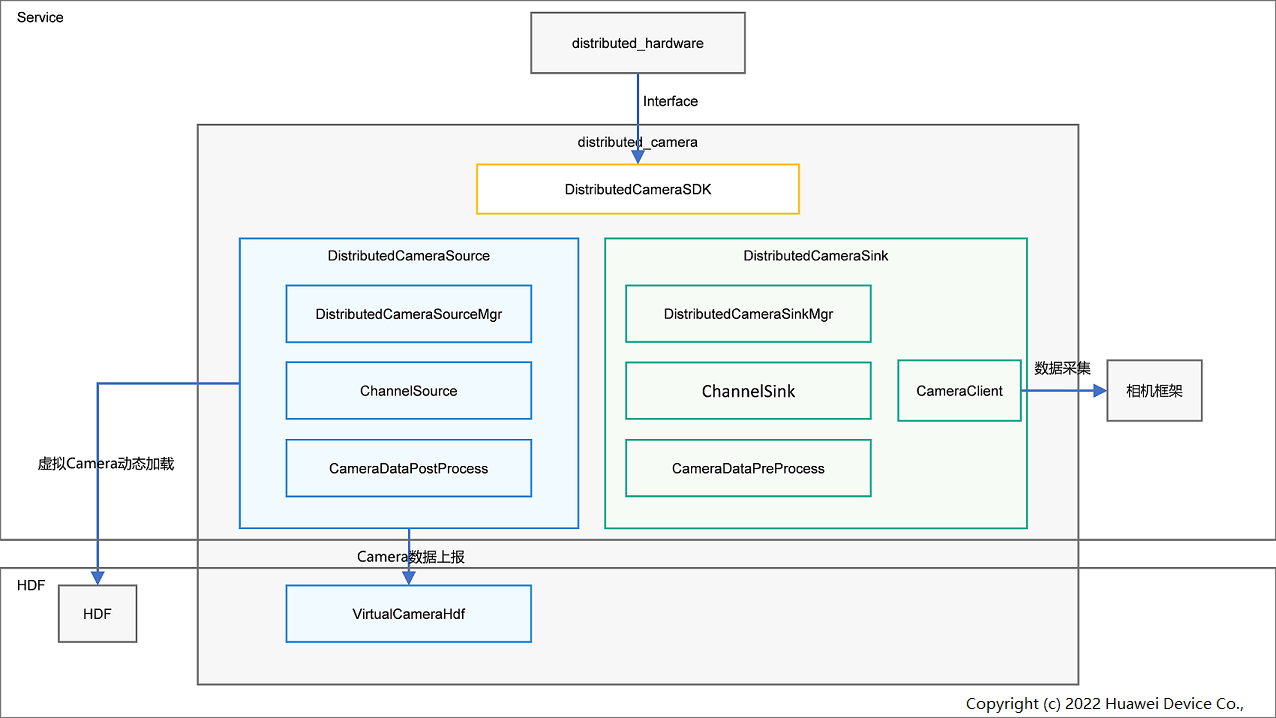 Service
distributed_hardware
Interface
distributed_camera
DistributedCameraSDK
DistributedCameraSource
DistributedCameraSourceMgr
ChannelSource
CameraDataPostProcess
DistributedCameraSink
DistributedCameraSinkMgr
ChannelSink
CameraDataPreProcess
CameraClient
数据采集
相机框架
虚拟Camera动态加载
Camera数据上报
HDF
HDF
VirtualCameraHdf
Copyright (c) 2022 Huawei Device Co.,